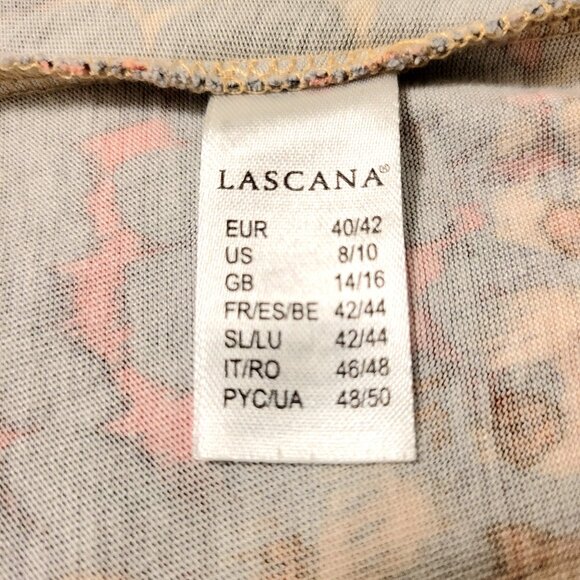 LASCANA®
EUR 40/42
US 8/10
GB 14/16
FR/ES/BE 42/44
SL/LU 42/44
IT/RO 46/48
PYC/UA 48/50